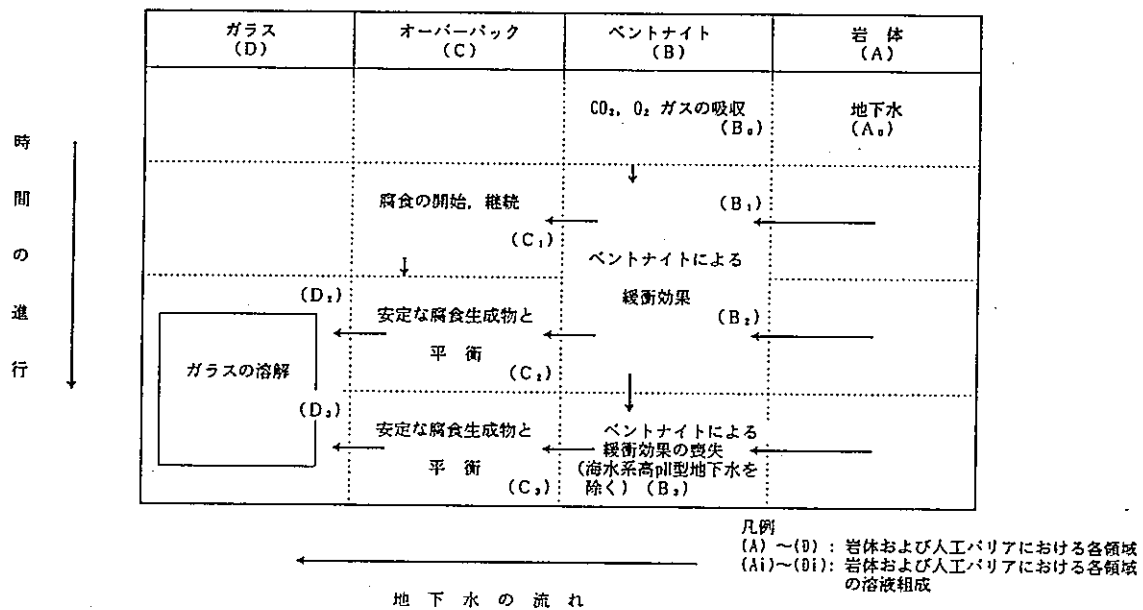 ガラス
(D)
オーバーパック
(C)
ベントナイト
(B)
岩 体
(A)
CO₂, O₂ ガスの吸収
(B₀)
地下水
(A₀)
時間の進行
腐食の開始, 継続
(C₁)
(B₁)
ベントナイトによる
緩衝効果
(B₂)
(D₂)
安定な腐食生成物と
平 衡
(C₂)
ガラスの溶解
(D₃)
安定な腐食生成物と
平 衡
(C₃)
ベントナイトによる
緩衝効果の喪失
(海水系高pH型地下水を
除く) (B₃)
地 下 水 の 流 れ
凡例
(A) ~(D) : 岩体および人工バリアにおける各領域
(Ai)~(Di): 岩体および人工バリアにおける各領域
の溶液組成